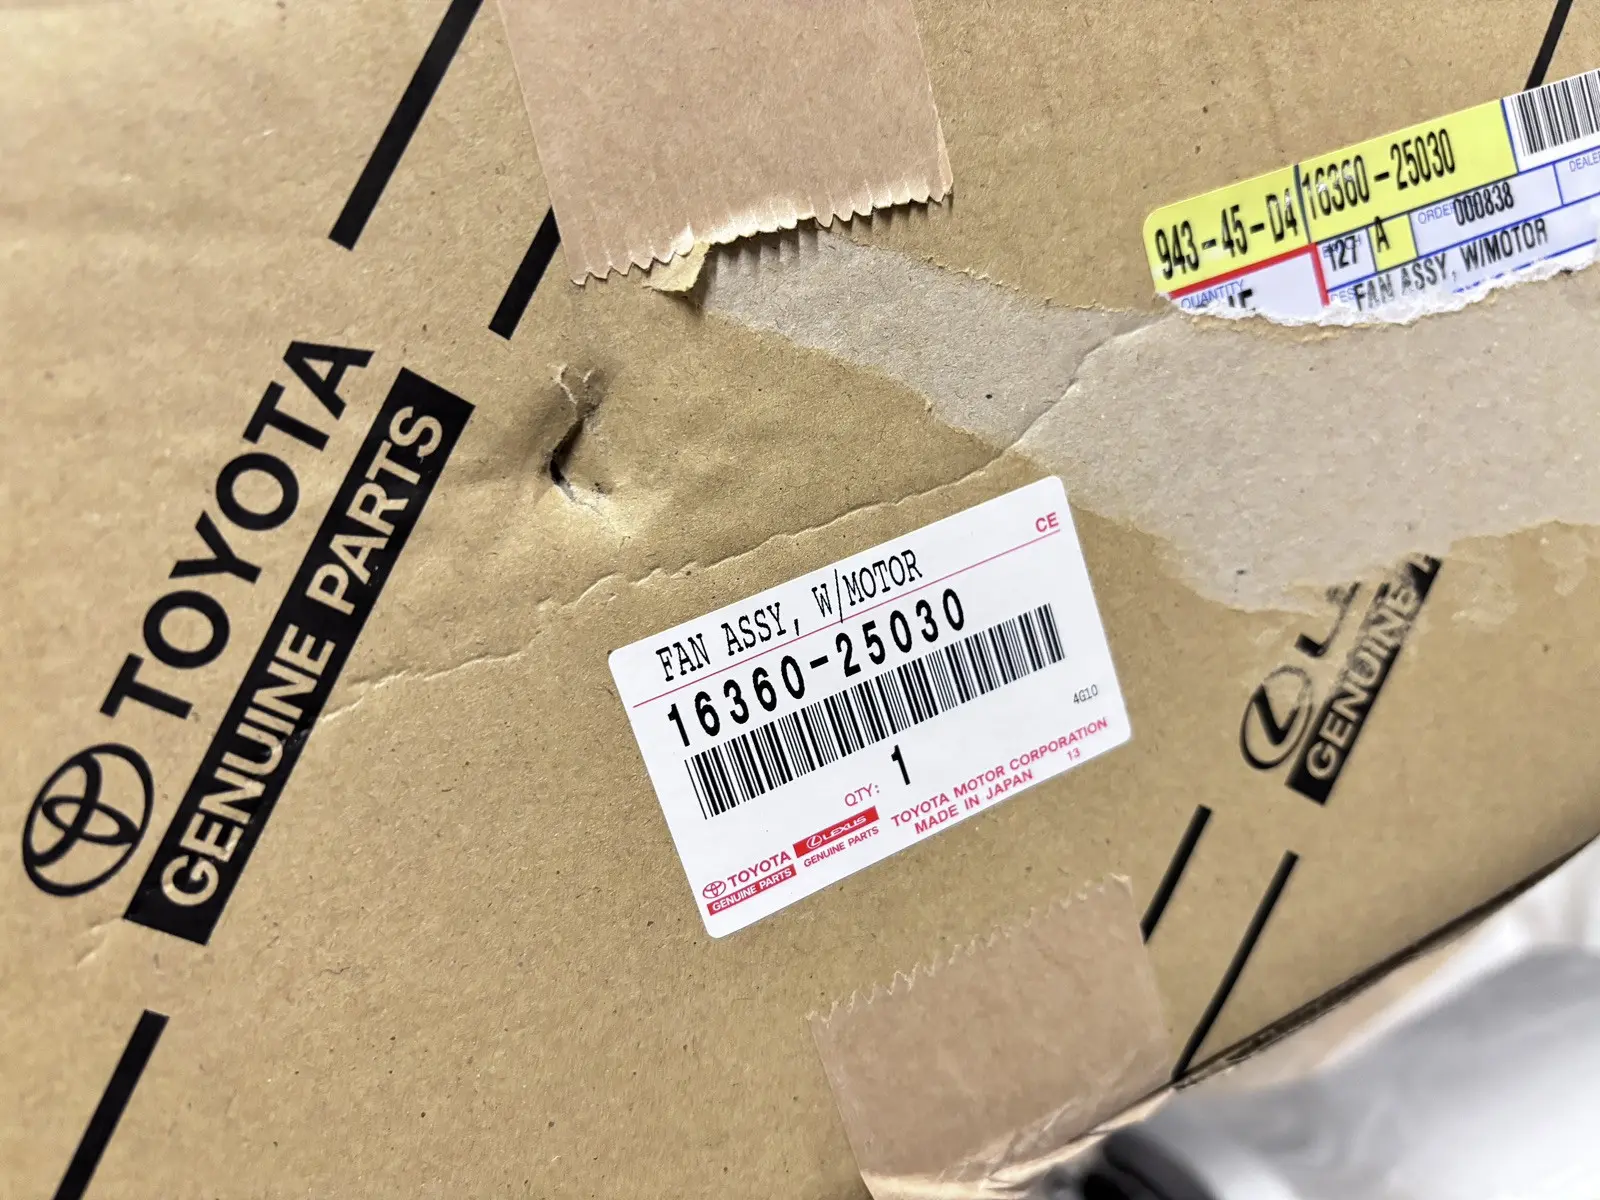 TOYOTA
GENUINE PARTS
943-45-D4 16360-25030
127 A ORDER 000838 DEALE
QUANTITY FAN ASSY, W/MOTOR
CE
FAN ASSY, W/MOTOR
16360-25030
4G10
QTY: 1
TOYOTA
GENUINE PARTS
LEXUS
GENUINE PARTS
TOYOTA MOTOR CORPORATION
MADE IN JAPAN 13
L
GENUINE